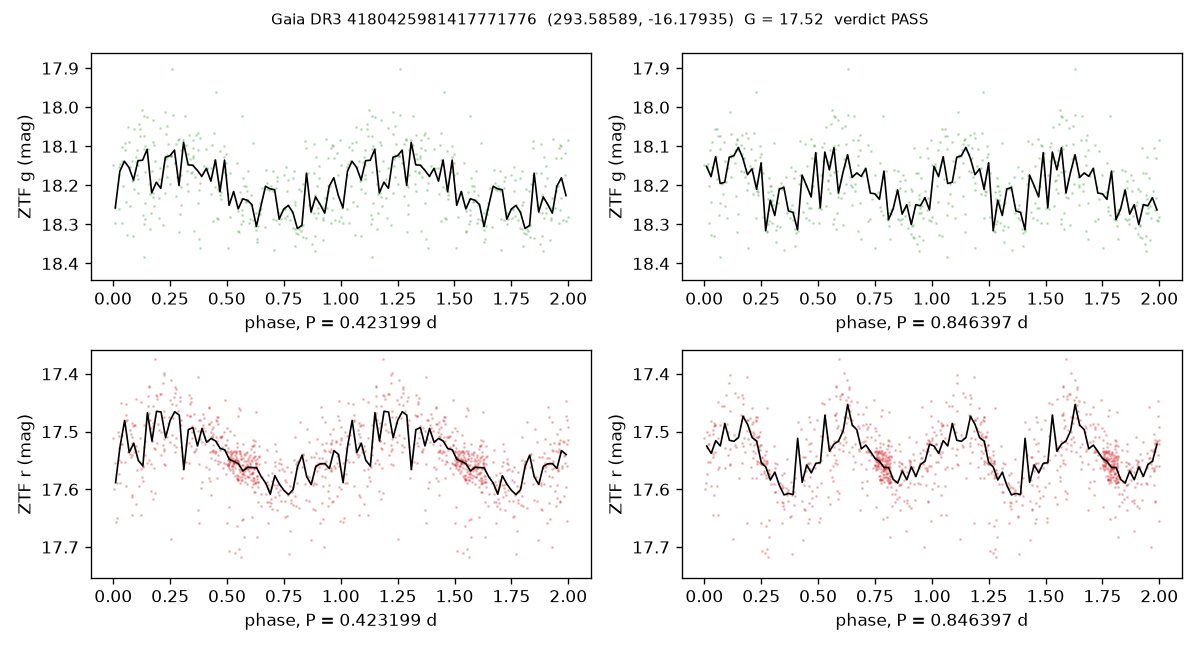 Gaia DR3 4180425981417771776 (293.58589, -16.17935) G = 17.52 verdict PASS
17.9
18.0
18.1
18.2
18.3
18.4
ZTF g (mag)
0.00 0.25 0.50 0.75 1.00 1.25 1.50 1.75 2.00
phase, P = 0.423199 d
17.9
18.0
18.1
18.2
18.3
18.4
ZTF g (mag)
0.00 0.25 0.50 0.75 1.00 1.25 1.50 1.75 2.00
phase, P = 0.846397 d
17.4
17.5
17.6
17.7
ZTF r (mag)
0.00 0.25 0.50 0.75 1.00 1.25 1.50 1.75 2.00
phase, P = 0.423199 d
17.4
17.5
17.6
17.7
ZTF r (mag)
0.00 0.25 0.50 0.75 1.00 1.25 1.50 1.75 2.00
phase, P = 0.846397 d